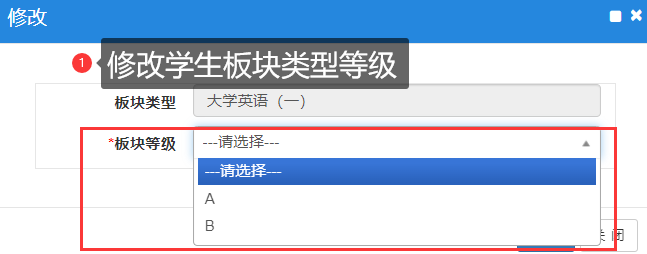 修改
1 修改学生板块类型等级
板块类型 大学英语（一）
*板块等级 ---请选择---
---请选择---
A
B
关 闭